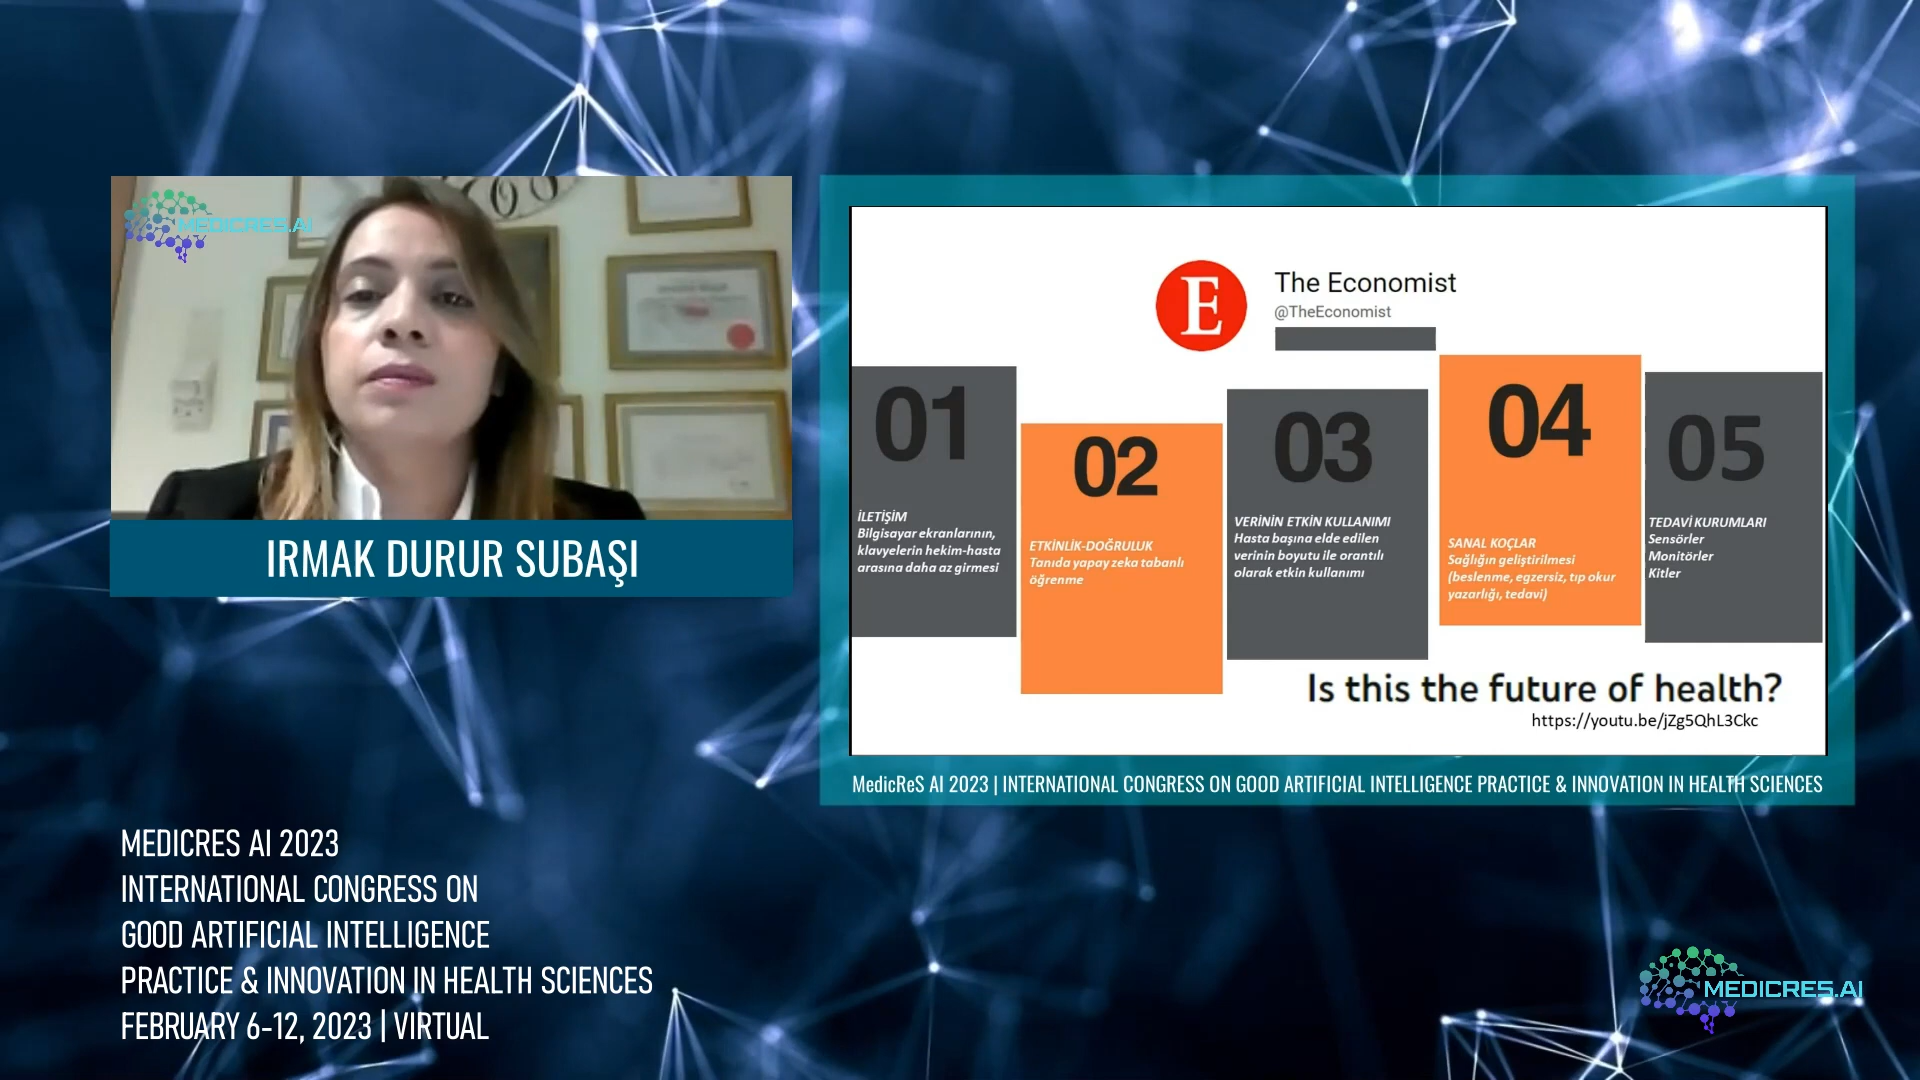 MEDICRES.AI
IRMAK DURUR SUBAŞI
The Economist
@TheEconomist
E
01
İLETİŞİM
Bilgisayar ekranlarının,
klavyelerin hekim-hasta
arasına daha az girmesi
02
ETKİNLİK-DOĞRULUK
Tanıda yapay zeka tabanlı
öğrenme
03
VERİNİN ETKİN KULLANIMI
Hasta başına elde edilen
verinin boyutu ile orantılı
olarak etkin kullanımı
04
SANAL KOÇLAR
Sağlığın geliştirilmesi
(beslenme, egzersiz, tıp okur
yazarlığı, tedavi)
05
TEDAVİ KURUMLARI
Sensörler
Monitörler
Kitler
Is this the future of health?
https://youtu.be/jZg5QhL3Ckc
MedicReS AI 2023 | INTERNATIONAL CONGRESS ON GOOD ARTIFICIAL INTELLIGENCE PRACTICE & INNOVATION IN HEALTH SCIENCES
MEDICRES AI 2023
INTERNATIONAL CONGRESS ON
GOOD ARTIFICIAL INTELLIGENCE
PRACTICE & INNOVATION IN HEALTH SCIENCES
FEBRUARY 6-12, 2023 | VIRTUAL
MEDICRES.AI